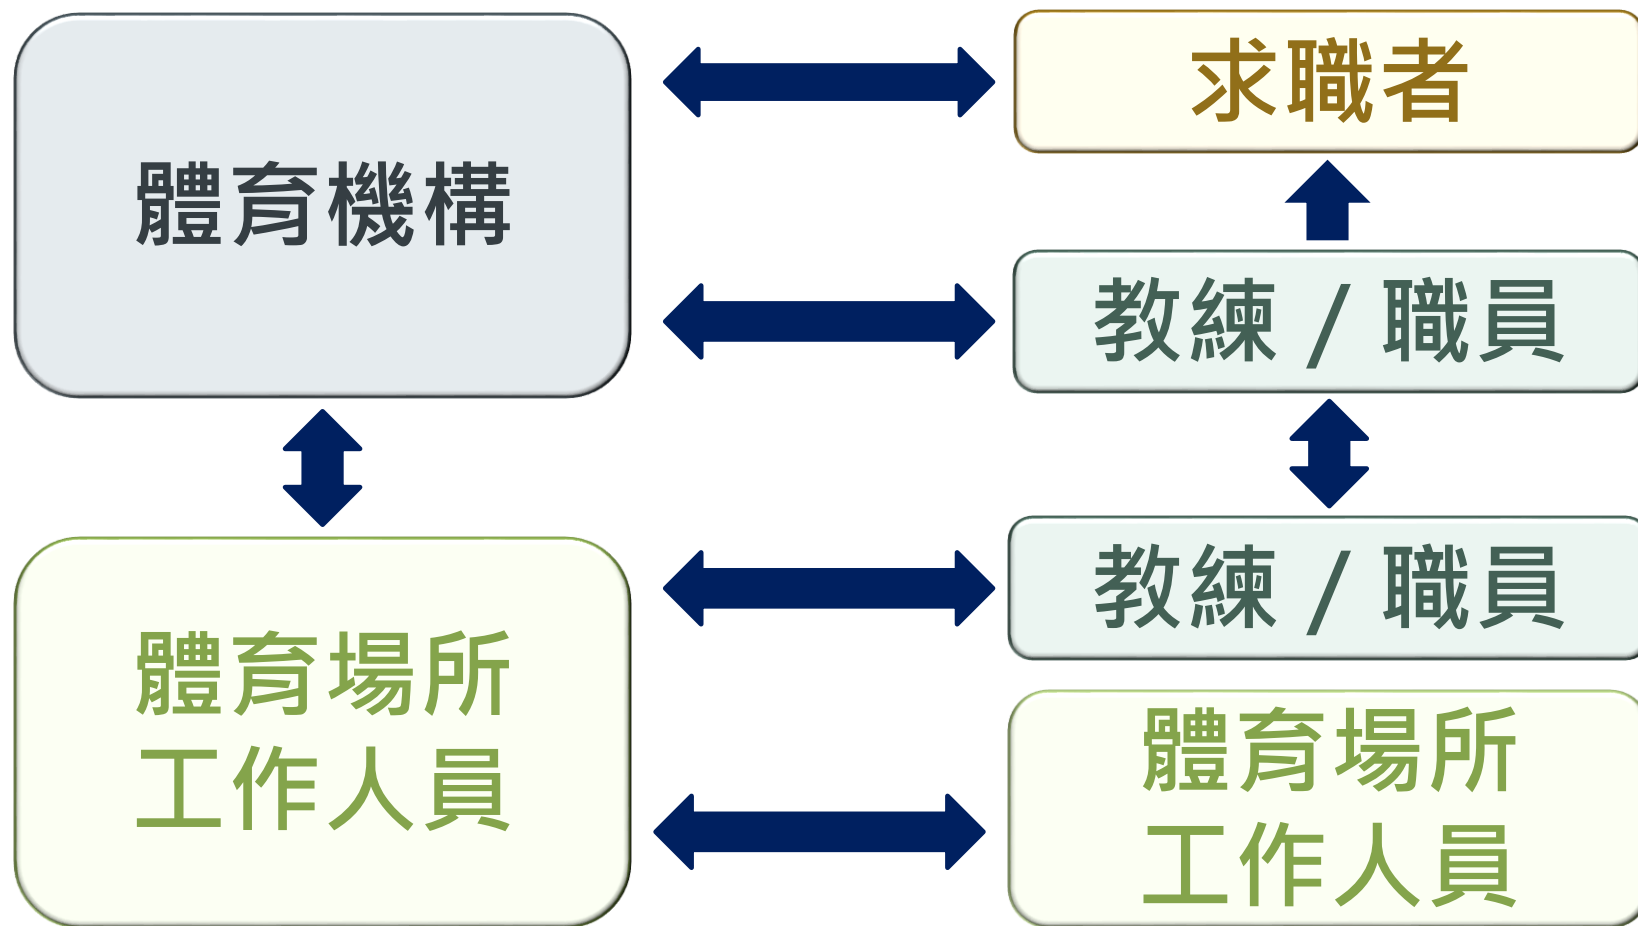 體育機構
求職者
教練 / 職員
體育場所
工作人員
教練 / 職員
體育場所
工作人員